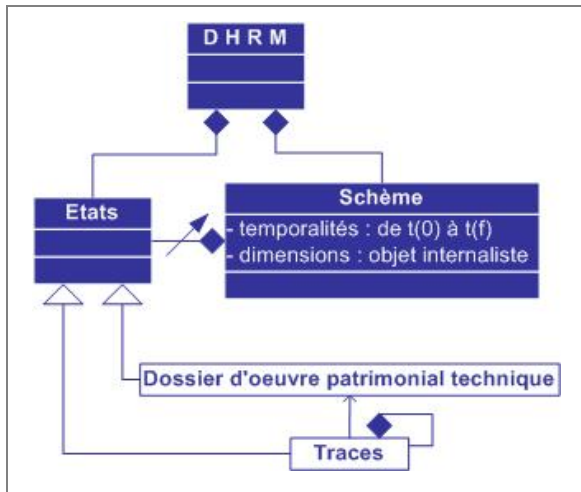 D H R M
Schème
- temporalités : de t(0) à t(f)
- dimensions : objet internaliste
Etats
Dossier d'oeuvre patrimonial technique
Traces